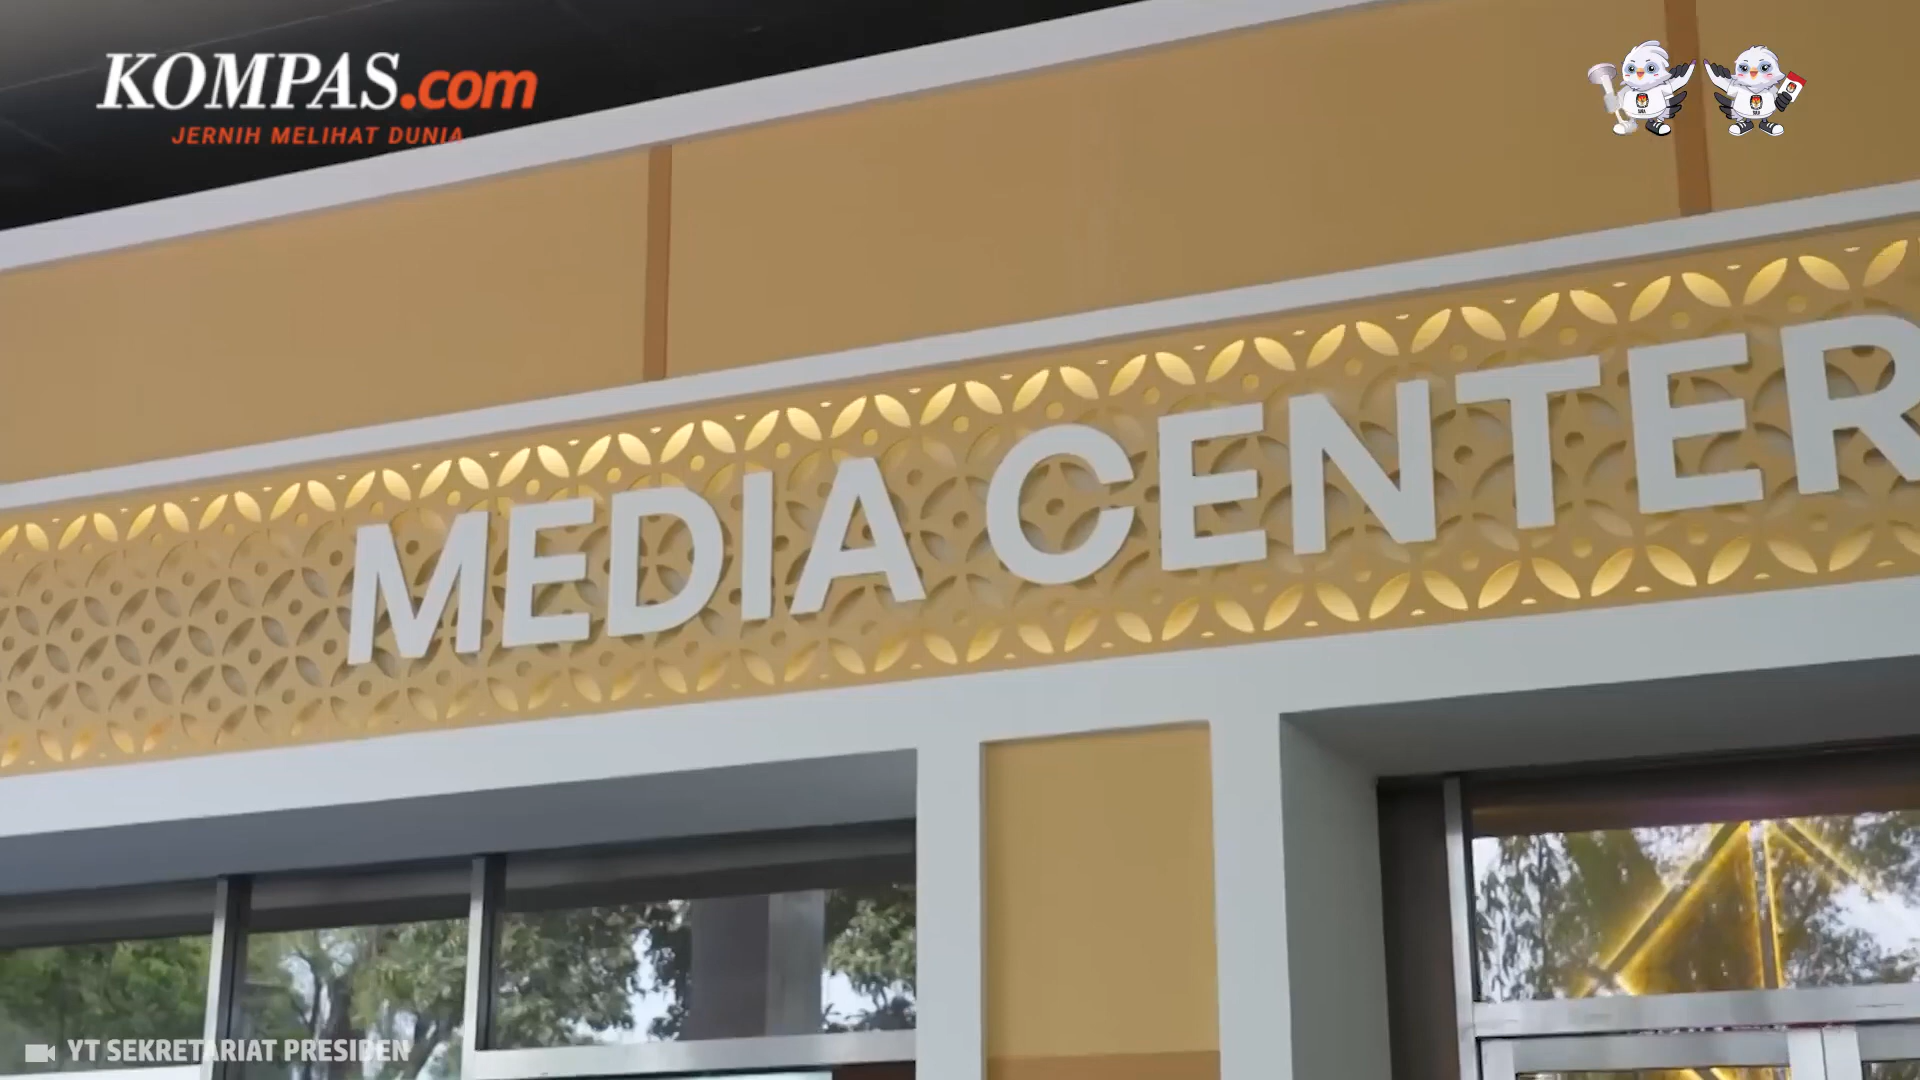 KOMPAS.com
JERNIH MELIHAT DUNIA
MEDIA CENTER
YT SEKRETARIAT PRESIDEN